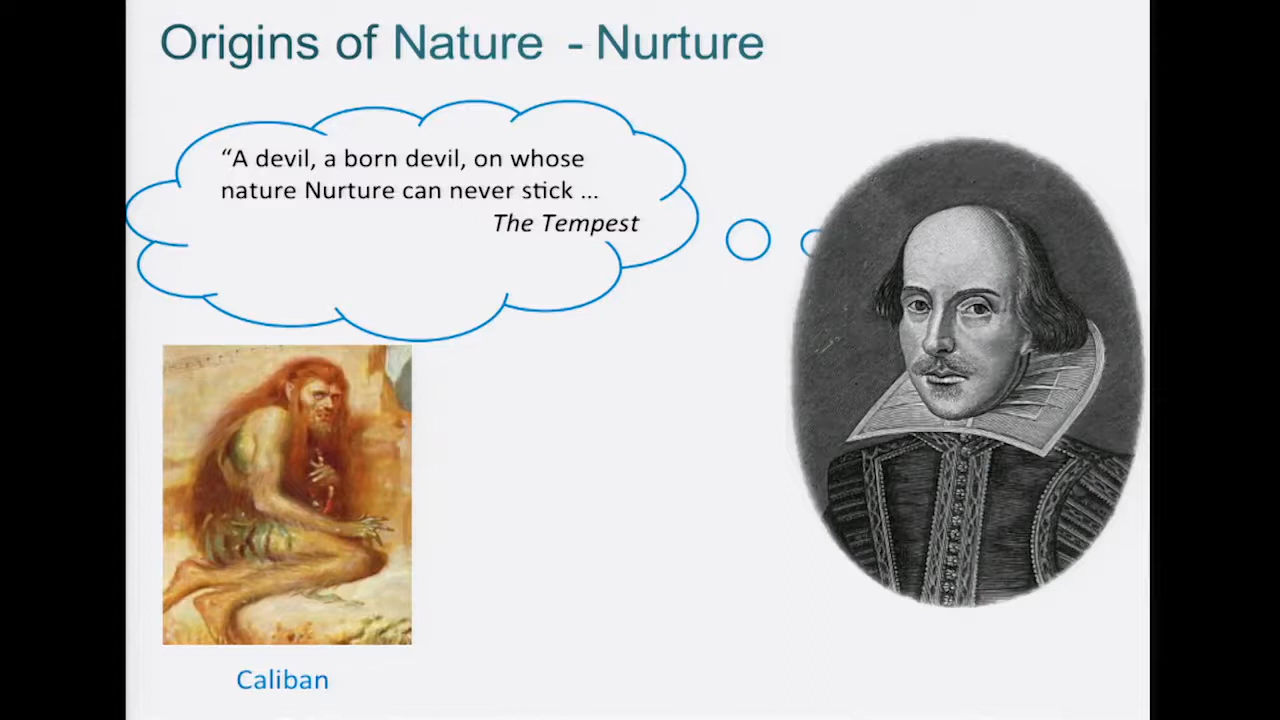 Origins of Nature - Nurture
“A devil, a born devil, on whose
nature Nurture can never stick ...
The Tempest
Caliban